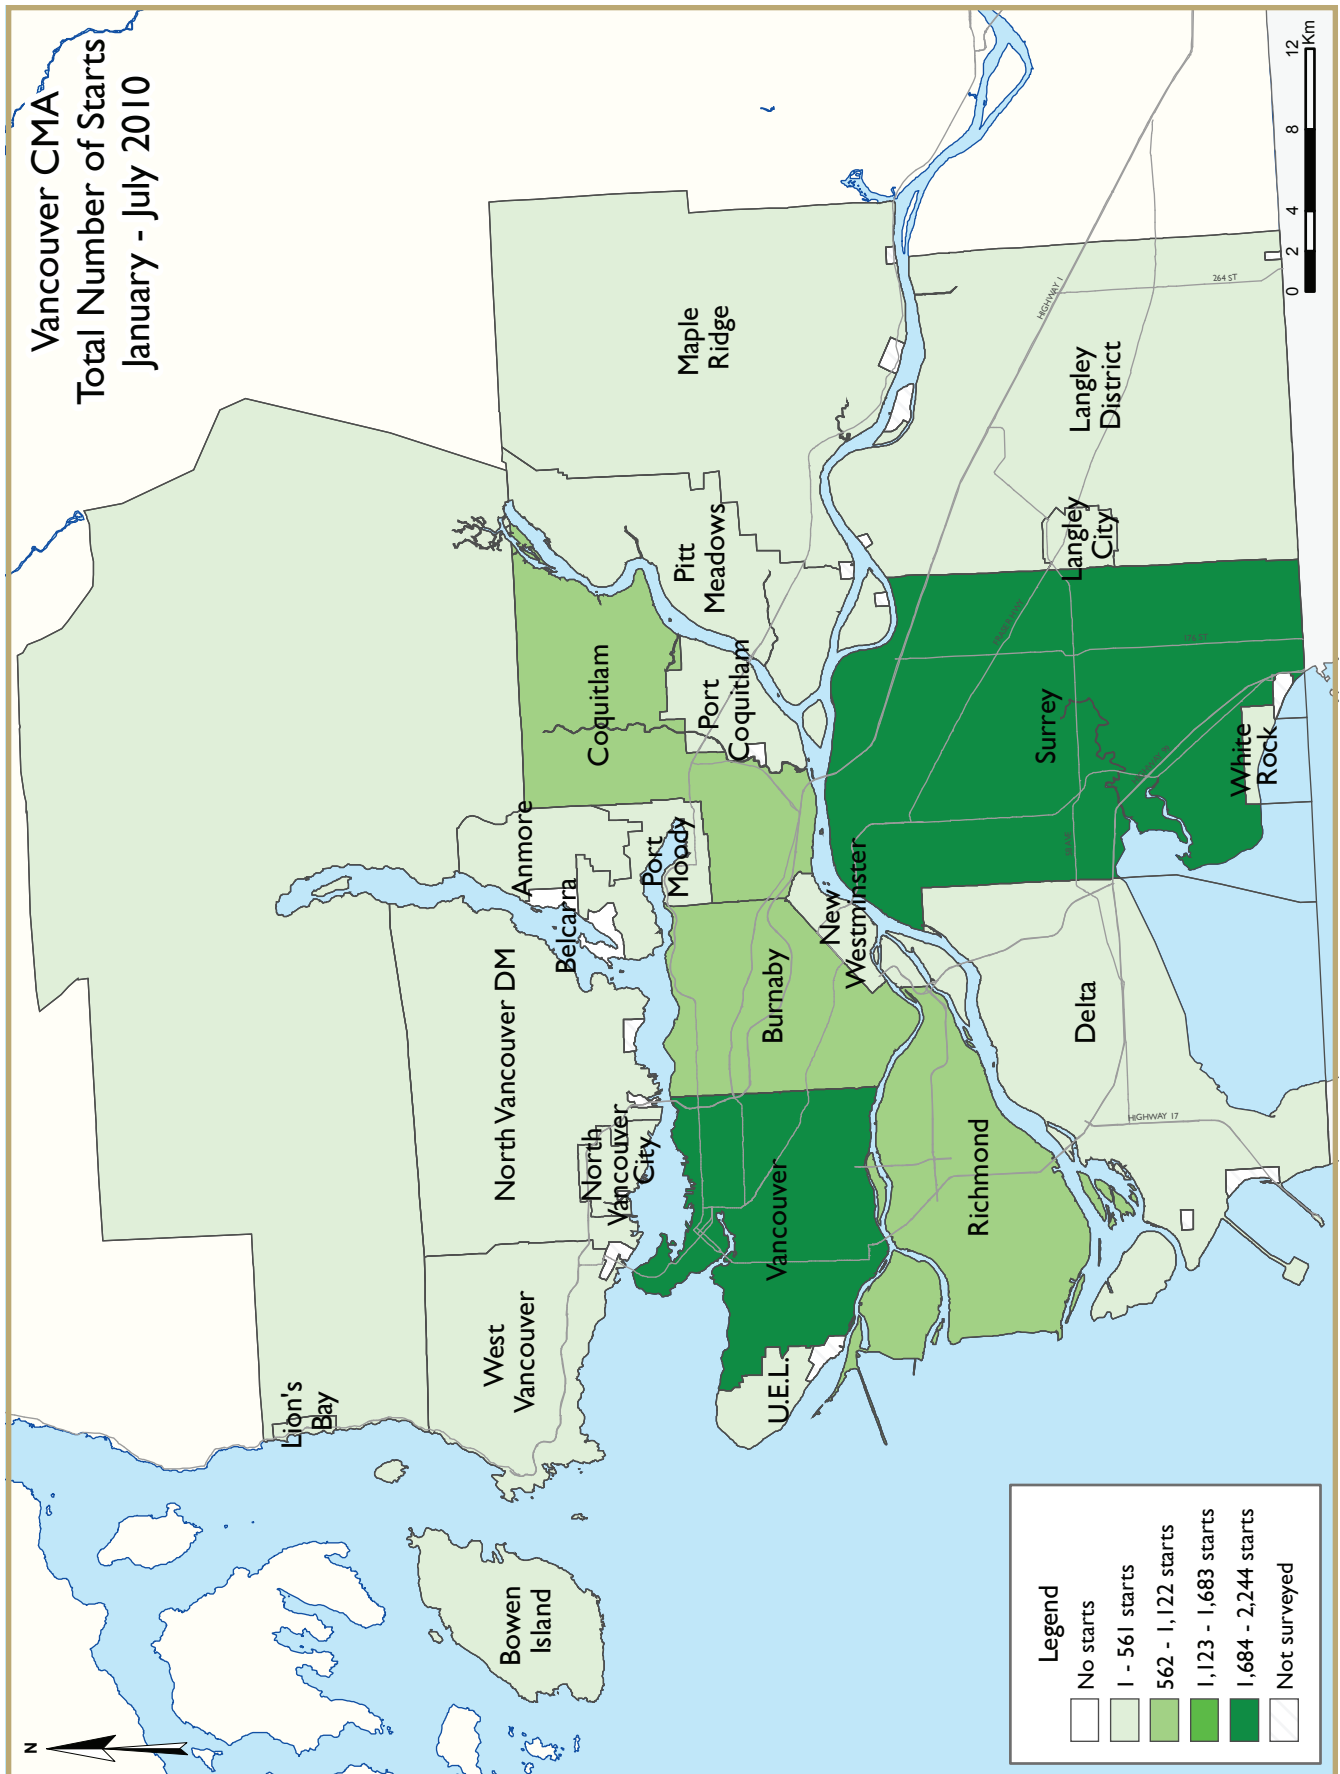 Vancouver CMA
Total Number of Starts
January - July 2010
N
Lion's
Bay
Bowen
Island
West
Vancouver
North Vancouver DM
North
Vancouver
City
Anmore
Belcarra
Port
Moody
Coquitlam
Port
Coquitlam
Pitt
Meadows
Maple
Ridge
U.E.L.
Vancouver
Burnaby
New
Westminster
Richmond
Delta
Surrey
White
Rock
Langley
City
Langley
District
HIGHWAY 1
264 ST
176 ST
HIGHWAY 17
Legend
No starts
1 - 561 starts
562 - 1,122 starts
1,123 - 1,683 starts
1,684 - 2,244 starts
Not surveyed
0 2 4 8 12
Km